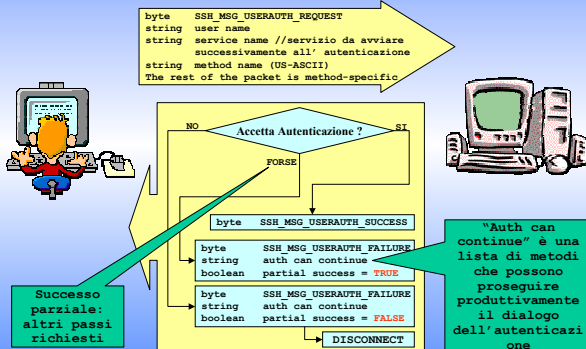 byte SSH_MSG_USERAUTH_REQUEST
string user name
string service name //servizio da avviare
successivamente all' autenticazione
string method name (US-ASCII)
The rest of the packet is method-specific
NO
Accetta Autenticazione ?
SI
FORSE
byte SSH_MSG_USERAUTH_SUCCESS
byte SSH_MSG_USERAUTH_FAILURE
string auth can continue
boolean partial success = TRUE
byte SSH_MSG_USERAUTH_FAILURE
string auth can continue
boolean partial success = FALSE
DISCONNECT
Successo
parziale:
altri passi
richiesti
"Auth can
continue" è una
lista di metodi
che possono
proseguire
produttivamente
il dialogo
dell'autenticazi
one